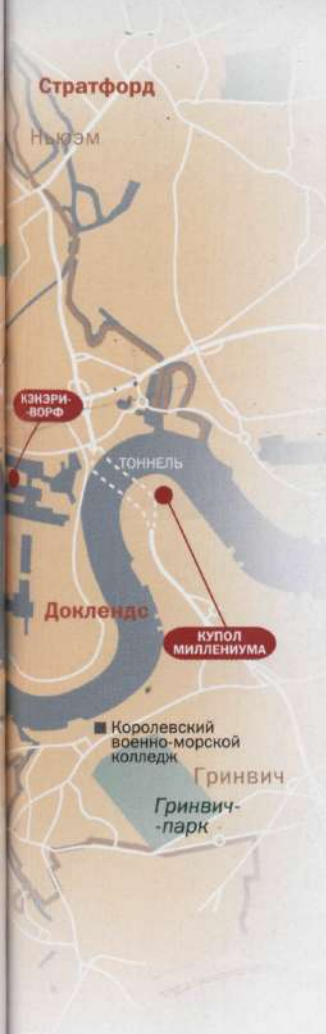 Стратфорд
Ньюэм
КЭНЭРИ-
-ВОРФ
ТОННЕЛЬ
Доклендс
КУПОЛ
МИЛЛЕНИУМА
Королевский
военно-морской
колледж
Гринвич
Гринвич-
-парк